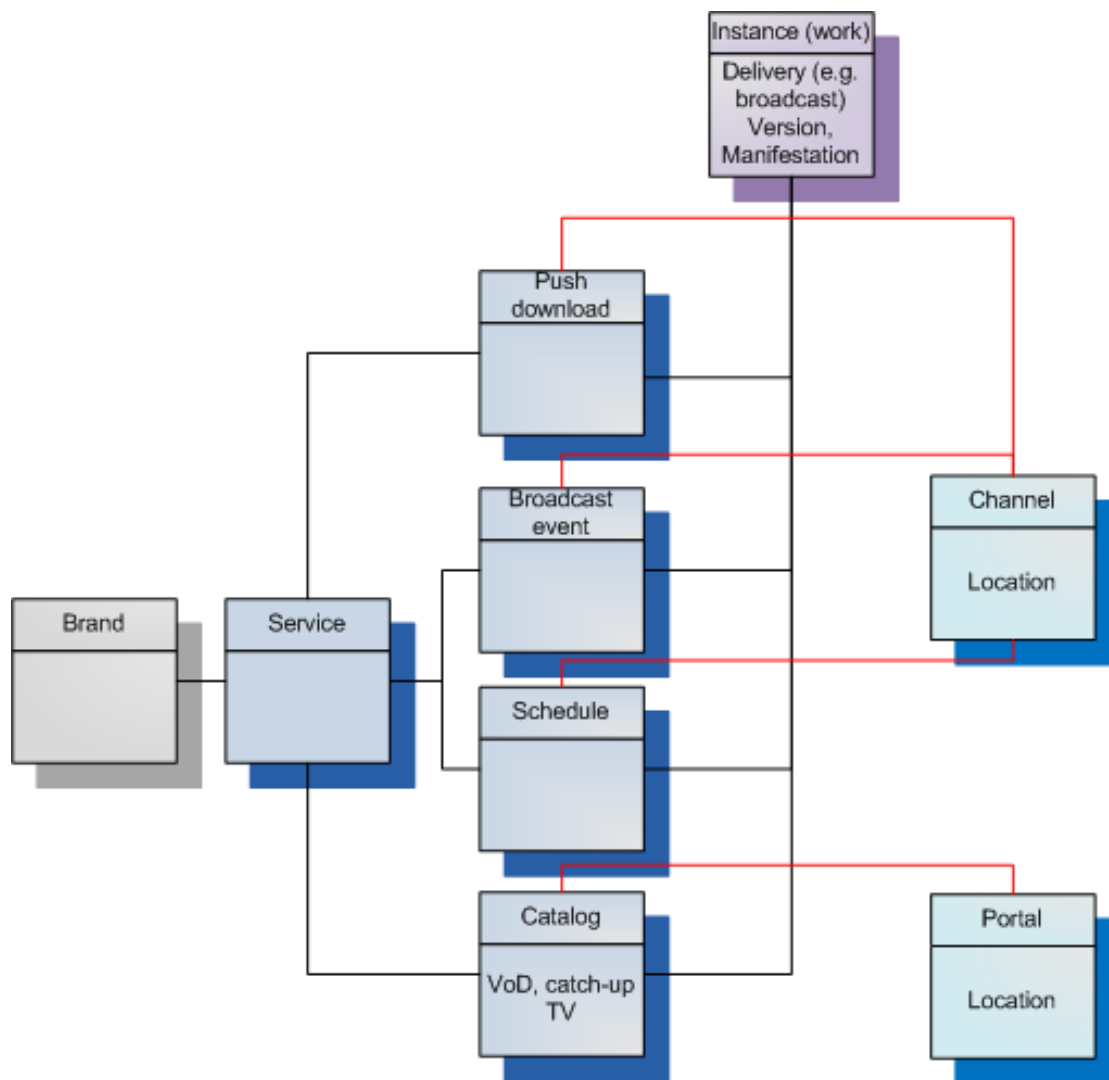 Instance (work)
Delivery (e.g.
broadcast)
Version,
Manifestation
Push
download
Broadcast
event
Channel
Location
Brand
Service
Schedule
Catalog
VoD, catch-up
TV
Portal
Location